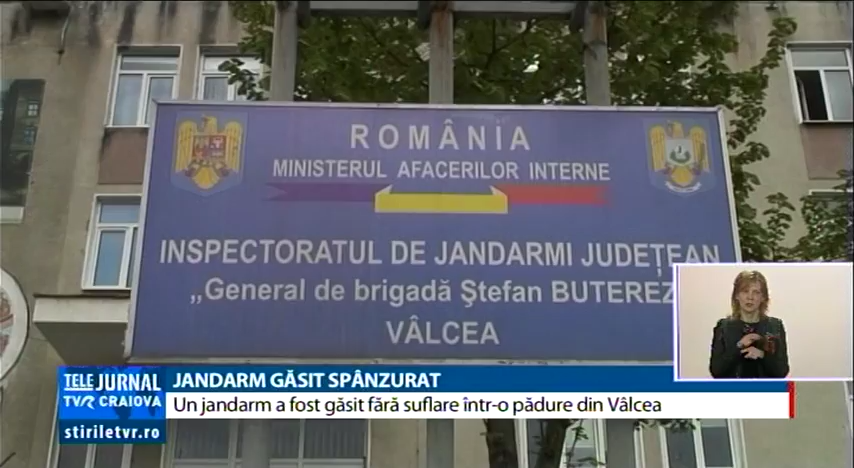 ROMÂNIA
MINISTERUL AFACERILOR INTERNE
INSPECTORATUL DE JANDARMI JUDEȚEAN
„General de brigadă Ștefan BUTEREZ
VÂLCEA
TELE JURNAL
TVR CRAIOVA
stiriletvr.ro
JANDARM GĂSIT SPÂNZURAT
Un jandarm a fost găsit fără suflare într-o pădure din Vâlcea